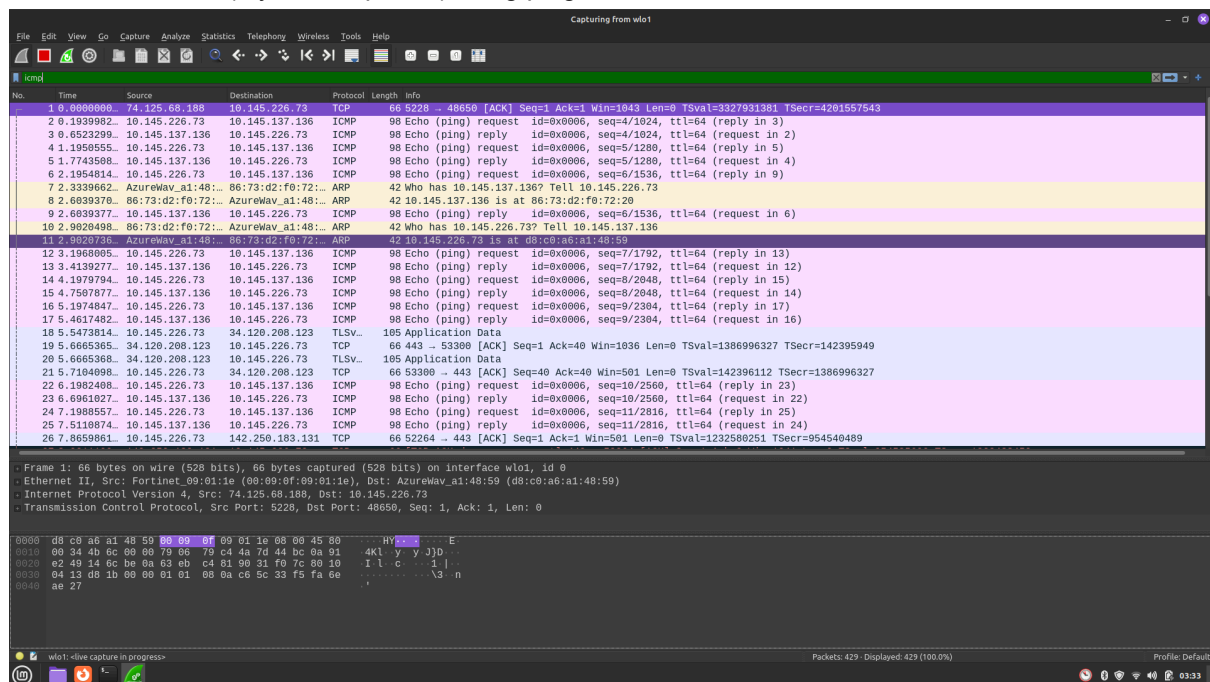 Capturing from wlo1
File Edit View Go Capture Analyze Statistics Telephony Wireless Tools Help
icmp
No. Time Source Destination Protocol Length Info
1 0.0000000… 74.125.68.188 10.145.226.73 TCP 66 5228 → 48650 [ACK] Seq=1 Ack=1 Win=1043 Len=0 TSval=3327931381 TSecr=4201557543
2 0.1939982… 10.145.226.73 10.145.137.136 ICMP 98 Echo (ping) request id=0x0006, seq=4/1024, ttl=64 (reply in 3)
3 0.6523299… 10.145.137.136 10.145.226.73 ICMP 98 Echo (ping) reply id=0x0006, seq=4/1024, ttl=64 (request in 2)
4 1.1950555… 10.145.226.73 10.145.137.136 ICMP 98 Echo (ping) request id=0x0006, seq=5/1280, ttl=64 (reply in 5)
5 1.7743508… 10.145.137.136 10.145.226.73 ICMP 98 Echo (ping) reply id=0x0006, seq=5/1280, ttl=64 (request in 4)
6 2.1954814… 10.145.226.73 10.145.137.136 ICMP 98 Echo (ping) request id=0x0006, seq=6/1536, ttl=64 (reply in 9)
7 2.3339662… AzureWav_a1:48:… 86:73:d2:f0:72:… ARP 42 Who has 10.145.137.136? Tell 10.145.226.73
8 2.6039370… 86:73:d2:f0:72:… AzureWav_a1:48:… ARP 42 10.145.137.136 is at 86:73:d2:f0:72:20
9 2.6039377… 10.145.137.136 10.145.226.73 ICMP 98 Echo (ping) reply id=0x0006, seq=6/1536, ttl=64 (request in 6)
10 2.9020498… 86:73:d2:f0:72:… AzureWav_a1:48:… ARP 42 Who has 10.145.226.73? Tell 10.145.137.136
11 2.9020736… AzureWav_a1:48:… 86:73:d2:f0:72:… ARP 42 10.145.226.73 is at d8:c0:a6:a1:48:59
12 3.1968005… 10.145.226.73 10.145.137.136 ICMP 98 Echo (ping) request id=0x0006, seq=7/1792, ttl=64 (reply in 13)
13 3.4139277… 10.145.137.136 10.145.226.73 ICMP 98 Echo (ping) reply id=0x0006, seq=7/1792, ttl=64 (request in 12)
14 4.1979794… 10.145.226.73 10.145.137.136 ICMP 98 Echo (ping) request id=0x0006, seq=8/2048, ttl=64 (reply in 15)
15 4.7507877… 10.145.137.136 10.145.226.73 ICMP 98 Echo (ping) reply id=0x0006, seq=8/2048, ttl=64 (request in 14)
16 5.1974847… 10.145.226.73 10.145.137.136 ICMP 98 Echo (ping) request id=0x0006, seq=9/2304, ttl=64 (reply in 17)
17 5.4617482… 10.145.137.136 10.145.226.73 ICMP 98 Echo (ping) reply id=0x0006, seq=9/2304, ttl=64 (request in 16)
18 5.5473814… 10.145.226.73 34.120.208.123 TLSv… 105 Application Data
19 5.6665365… 34.120.208.123 10.145.226.73 TCP 66 443 → 53300 [ACK] Seq=1 Ack=40 Win=1036 Len=0 TSval=1386996327 TSecr=142395949
20 5.6665368… 34.120.208.123 10.145.226.73 TLSv… 105 Application Data
21 5.7104098… 10.145.226.73 34.120.208.123 TCP 66 53300 → 443 [ACK] Seq=40 Ack=40 Win=501 Len=0 TSval=142396112 TSecr=1386996327
22 6.1982408… 10.145.226.73 10.145.137.136 ICMP 98 Echo (ping) request id=0x0006, seq=10/2560, ttl=64 (reply in 23)
23 6.6961027… 10.145.137.136 10.145.226.73 ICMP 98 Echo (ping) reply id=0x0006, seq=10/2560, ttl=64 (request in 22)
24 7.1988557… 10.145.226.73 10.145.137.136 ICMP 98 Echo (ping) request id=0x0006, seq=11/2816, ttl=64 (reply in 25)
25 7.5110874… 10.145.137.136 10.145.226.73 ICMP 98 Echo (ping) reply id=0x0006, seq=11/2816, ttl=64 (request in 24)
26 7.8659861… 10.145.226.73 142.250.183.131 TCP 66 52264 → 443 [ACK] Seq=1 Ack=1 Win=501 Len=0 TSval=1232580251 TSecr=954540489
Frame 1: 66 bytes on wire (528 bits), 66 bytes captured (528 bits) on interface wlo1, id 0
Ethernet II, Src: Fortinet_09:01:1e (00:09:0f:09:01:1e), Dst: AzureWav_a1:48:59 (d8:c0:a6:a1:48:59)
Internet Protocol Version 4, Src: 74.125.68.188, Dst: 10.145.226.73
Transmission Control Protocol, Src Port: 5228, Dst Port: 48650, Seq: 1, Ack: 1, Len: 0
0000 d8 c0 a6 a1 48 59 00 09 0f 09 01 1e 08 00 45 80 ····HY·· ······E·
0010 00 34 4b 6c 00 00 79 06 79 c4 4a 7d 44 bc 0a 91 ·4Kl··y· y·J}D···
0020 e2 49 14 6c be 0a 63 eb c4 81 90 31 f0 7c 80 10 ·I·l··c· ···1·|··
0030 04 13 d8 1b 00 00 01 01 08 0a c6 5c 33 f5 fa 6e ········ ···\3··n
0040 ae 27 ·'
wlo1: <live capture in progress> Packets: 429 · Displayed: 429 (100.0%) Profile: Default
03:33